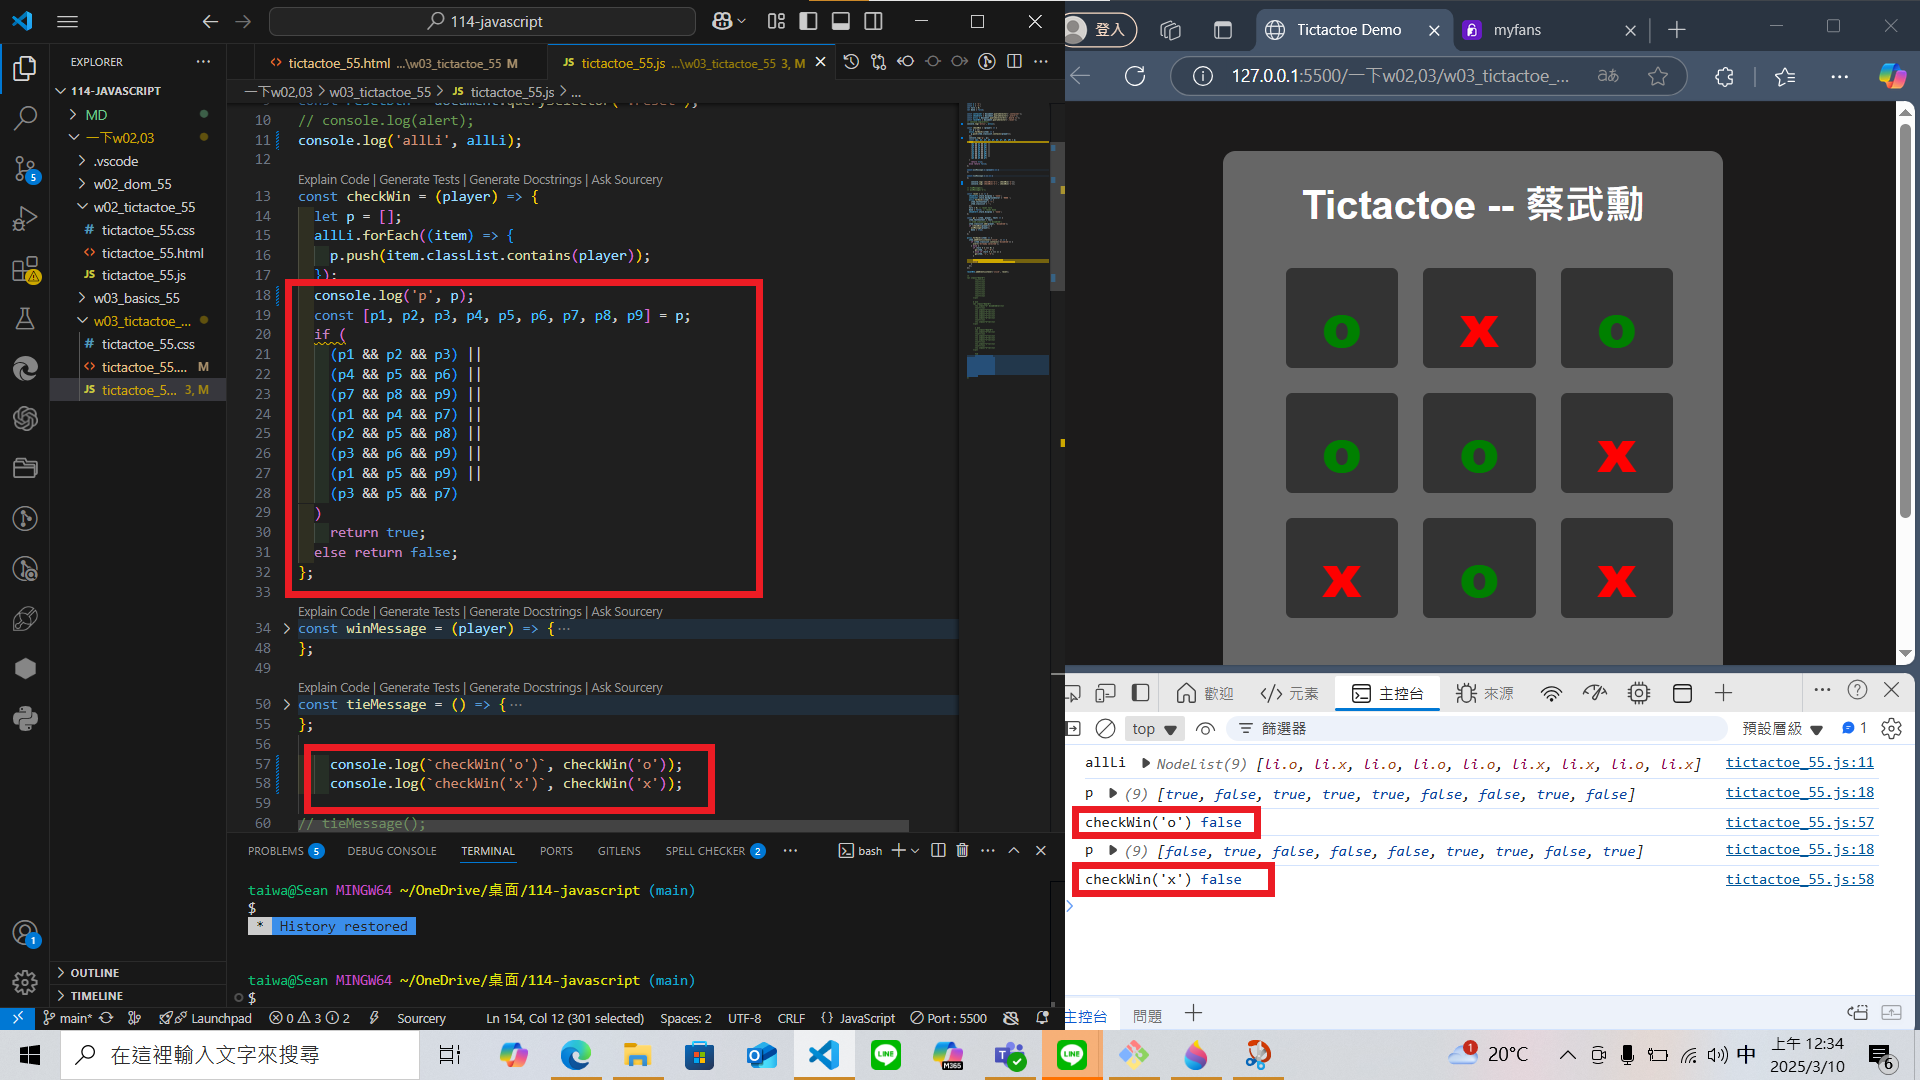 114-javascript
登入
Tictactoe Demo
myfans
EXPLORER
tictactoe_55.html ...\w03_tictactoe_55 M
JS tictactoe_55.js ...\w03_tictactoe_55 3, M
127.0.0.1:5500/一下w02,03/w03_tictactoe_...
114-JAVASCRIPT
MD
一下w02,03
.vscode
w02_dom_55
w02_tictactoe_55
# tictactoe_55.css
<> tictactoe_55.html
JS tictactoe_55.js
w03_basics_55
w03_tictactoe_...
# tictactoe_55.css
<> tictactoe_55.... M
JS tictactoe_5... 3, M
OUTLINE
TIMELINE
一下w02,03 > w03_tictactoe_55 > JS tictactoe_55.js > ...
10 // console.log(alert);
11 console.log('allLi', allLi);
12
Explain Code | Generate Tests | Generate Docstrings | Ask Sourcery
13 const checkWin = (player) => {
14 let p = [];
15 allLi.forEach((item) => {
16 p.push(item.classList.contains(player));
17 });
18 console.log('p', p);
19 const [p1, p2, p3, p4, p5, p6, p7, p8, p9] = p;
20 if (
21 (p1 && p2 && p3) ||
22 (p4 && p5 && p6) ||
23 (p7 && p8 && p9) ||
24 (p1 && p4 && p7) ||
25 (p2 && p5 && p8) ||
26 (p3 && p6 && p9) ||
27 (p1 && p5 && p9) ||
28 (p3 && p5 && p7)
29 )
30 return true;
31 else return false;
32 };
33
Explain Code | Generate Tests | Generate Docstrings | Ask Sourcery
34 const winMessage = (player) => {···
48 };
49
Explain Code | Generate Tests | Generate Docstrings | Ask Sourcery
50 const tieMessage = () => {···
55 };
56
57 console.log(`checkWin('o')`, checkWin('o'));
58 console.log(`checkWin('x')`, checkWin('x'));
59
60 // tieMessage();
PROBLEMS 5 DEBUG CONSOLE TERMINAL PORTS GITLENS SPELL CHECKER 2 ··· bash
taiwa@Sean MINGW64 ~/OneDrive/桌面/114-javascript (main)
$
* History restored
taiwa@Sean MINGW64 ~/OneDrive/桌面/114-javascript (main)
$
main* Launchpad 0 3 2 Sourcery Ln 154, Col 12 (301 selected) Spaces: 2 UTF-8 CRLF {} JavaScript Port : 5500
Tictactoe -- 蔡武勳
o x o
o o x
x o x
歡迎 元素 主控台 來源
top 篩選器 預設層級 1
allLi NodeList(9) [li.o, li.x, li.o, li.o, li.o, li.x, li.x, li.o, li.x] tictactoe_55.js:11
p (9) [true, false, true, true, true, false, false, true, false] tictactoe_55.js:18
checkWin('o') false tictactoe_55.js:57
p (9) [false, true, false, false, false, true, true, false, true] tictactoe_55.js:18
checkWin('x') false tictactoe_55.js:58
主控台 問題
在這裡輸入文字來搜尋
20°C
中
上午 12:34
2025/3/10
6